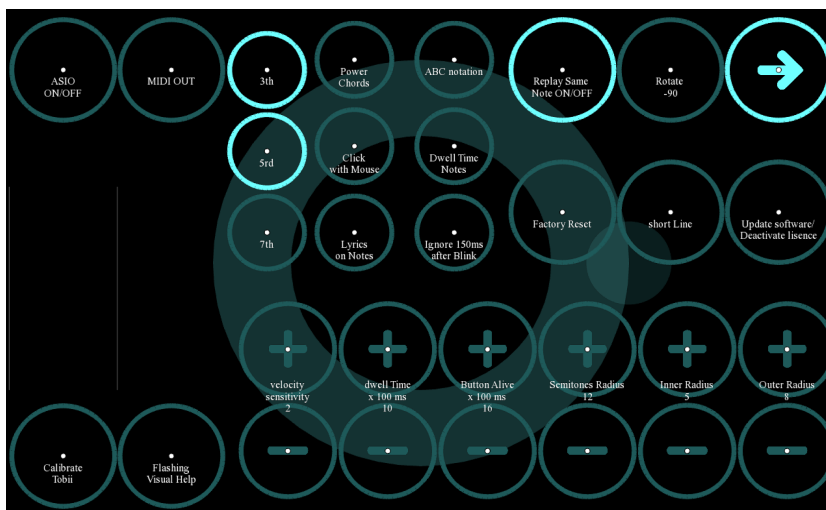 ASIO
ON/OFF
MIDI OUT
3th
Power
Chords
ABC notation
Replay Same
Note ON/OFF
Rotate
-90
5rd
Click
with Mouse
Dwell Time
Notes
7th
Lyrics
on Notes
Ignore 150ms
after Blink
Factory Reset
short Line
Update software/
Deactivate lisence
velocity
sensitivity
2
dwell Time
x 100 ms
10
Button Alive
x 100 ms
16
Semitones Radius
12
Inner Radius
5
Outer Radius
8
Calibrate
Tobii
Flashing
Visual Help